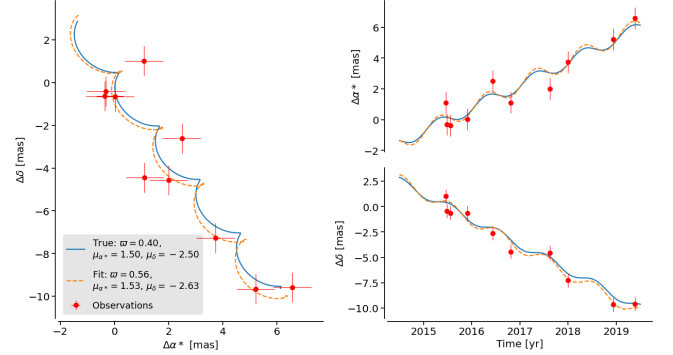 2
0
−2
−4
−6
−8
−10
Δδ [mas]
−2
0
2
4
6
Δα∗ [mas]
True: ϖ = 0.40,
μα∗ = 1.50, μδ = −2.50
Fit: ϖ = 0.56,
μα∗ = 1.53, μδ = −2.63
Observations
6
4
2
0
−2
Δα∗ [mas]
2.5
0.0
−2.5
−5.0
−7.5
−10.0
Δδ [mas]
2015
2016
2017
2018
2019
Time [yr]